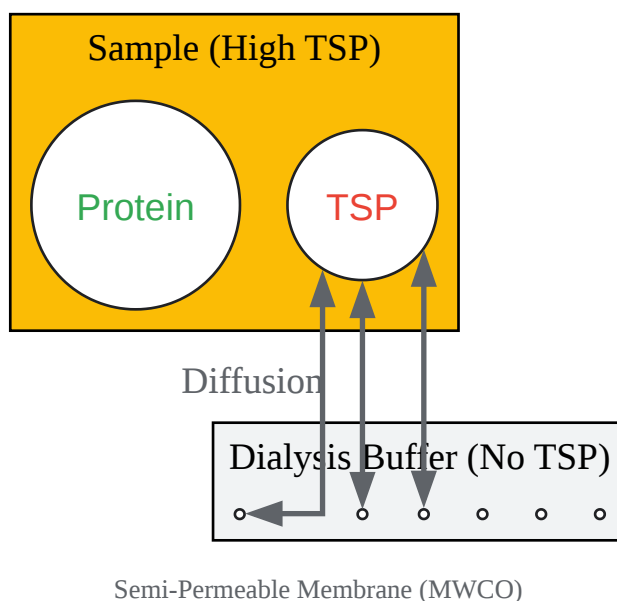 Sample (High TSP)
Protein
TSP
Diffusion
Dialysis Buffer (No TSP)
Semi-Permeable Membrane (MWCO)